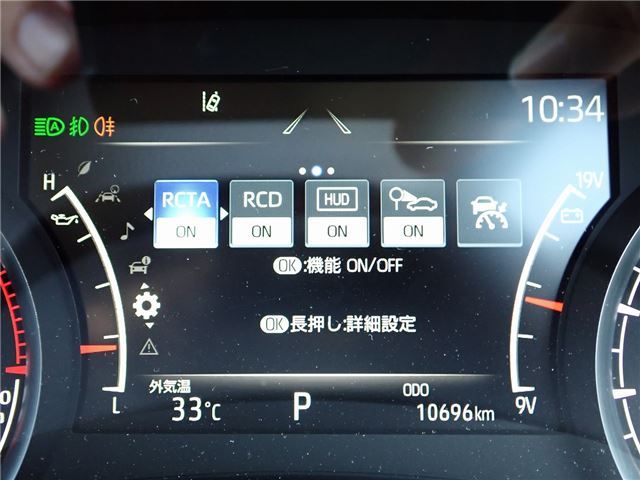 10:34
H
19V
RCTA RCD HUD
ON ON ON ON
OK:機能 ON/OFF
OK長押し:詳細設定
外気温 ODO
L 33℃ P 10696km 9V